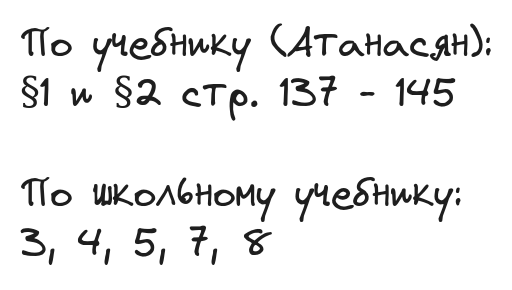 По учебнику (Атанасян):
§1 и §2 стр. 137 - 145
По школьному учебнику:
3, 4, 5, 7, 8